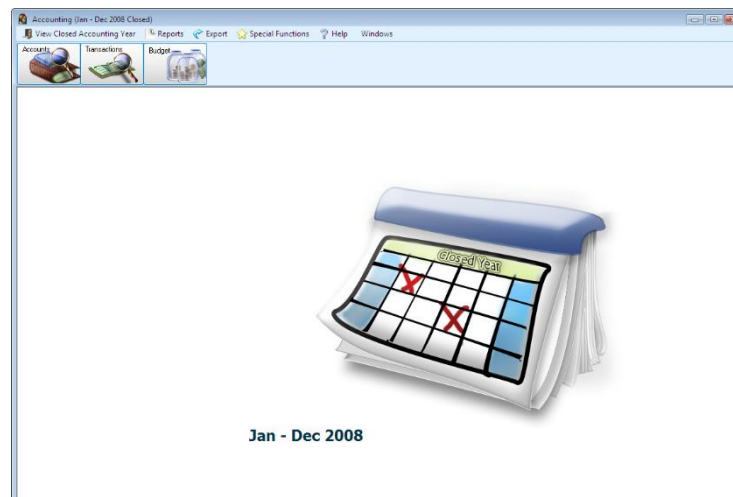 Accounting (Jan - Dec 2008 Closed)
View Closed Accounting Year Reports Export Special Functions Help Windows
Accounts Transactions Budget
Closed Year
Jan - Dec 2008